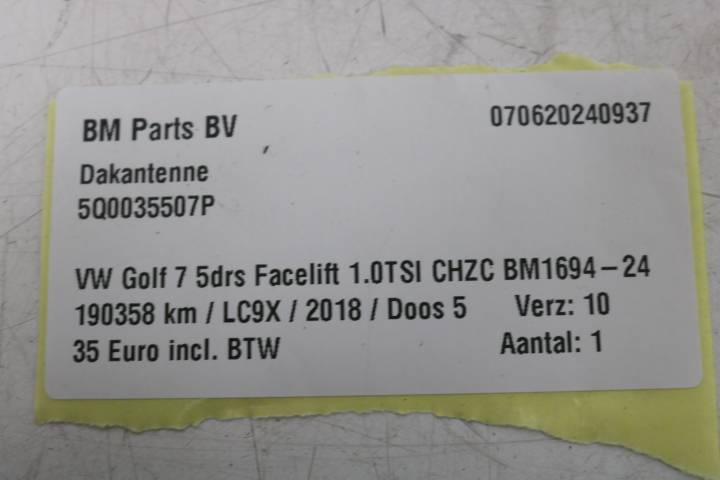 BM Parts BV 070620240937
Dakantenne
5Q0035507P
VW Golf 7 5drs Facelift 1.0TSI CHZC BM1694-24
190358 km / LC9X / 2018 / Doos 5 Verz: 10
35 Euro incl. BTW Aantal: 1